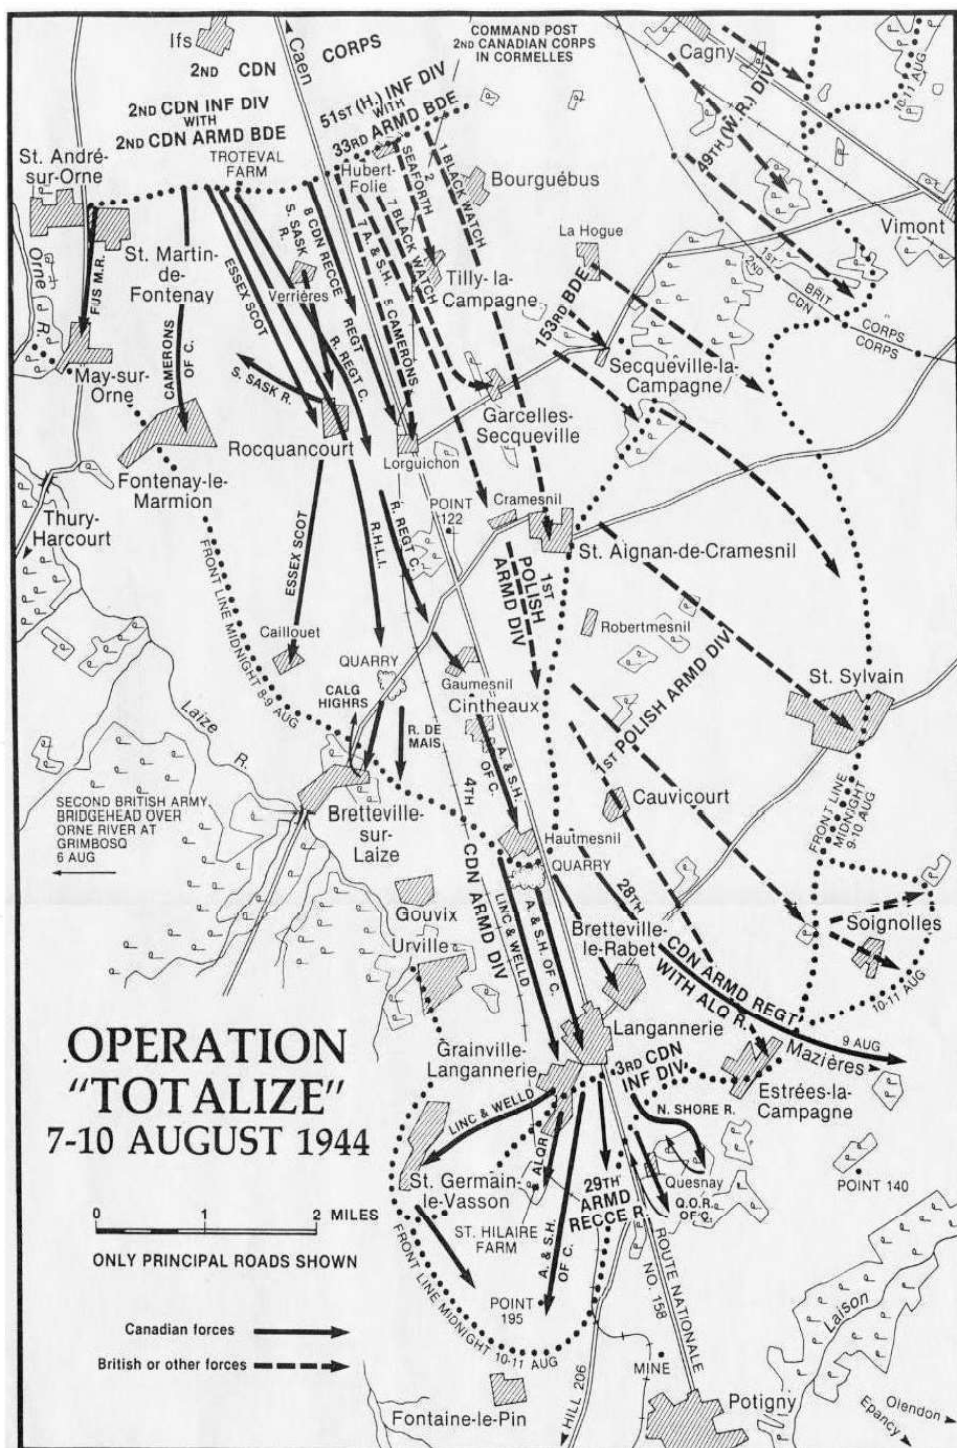 Ifs
Caen
2ND CDN CORPS
COMMAND POST
2ND CANADIAN CORPS
IN CORMELLES
Cagny
10-11 AUG
2ND CDN INF DIV
WITH
2ND CDN ARMD BDE
51ST (H.) INF DIV
WITH
33RD ARMD BDE
49TH (W.R.) DIV
TROTEVAL
FARM
St. André-
sur-Orne
Hubert-
Folie
SEAFORTH
2
1 BLACK WATCH
Bourguébus
Vimont
La Hogue
Orne R.
FUS M.R.
St. Martin-
de-
Fontenay
ESSEX SCOT
S. SASK
R.
8 CDN RECCE
REGT
7 A. & S.H.
7 BLACK WATCH
5 CAMERONS
Tilly-la-
Campagne
1ST BRIT CORPS
2ND CDN CORPS
Verrières
153RD BDE
Secqueville-la-
Campagne
May-sur-
Orne
CAMERONS
OF C.
S. SASK R.
R. REGT C.
Garcelles-
Secqueville
Rocquancourt
Lorguichon
Fontenay-le-
Marmion
Thury-
Harcourt
POINT
122
Cramesnil
St. Aignan-de-Cramesnil
ESSEX SCOT
R.H.L.I.
R. REGT C.
1ST
POLISH
ARMD DIV
Robertmesnil
FRONT LINE MIDNIGHT 8-9 AUG
Caillouet
QUARRY
Gaumesnil
Cintheaux
St. Sylvain
CALG
HIGHRS
R. DE
MAIS
Laize R.
1ST POLISH ARMD DIV
A. & S.H.
OF C.
Cauvicourt
SECOND BRITISH ARMY
BRIDGEHEAD OVER
ORNE RIVER AT
GRIMBOSQ
6 AUG
Bretteville-
sur-
Laize
4TH CDN ARMD DIV
Hautmesnil
QUARRY
FRONT LINE
MIDNIGHT
9-10 AUG
Gouvix
Urville
LINC & WELLD
A. & S.H. OF C.
28TH
CDN ARMD REGT
WITH ALQ R.
Bretteville-
le-Rabet
Soignolles
10-11 AUG
9 AUG
Mazières
OPERATION
"TOTALIZE"
7-10 AUGUST 1944
Grainville-
Langannerie
Langannerie
3RD CDN
INF DIV
Estrées-la-
Campagne
LINC & WELLD
N. SHORE R.
ALQR
St. Germain-
le-Vasson
29TH
ARMD
RECCE R.
Quesnay
Q.O.R.
OF C.
POINT 140
0 1 2 MILES
ONLY PRINCIPAL ROADS SHOWN
ST. HILAIRE
FARM
A. & S.H.
OF C.
POINT
195
FRONT LINE MIDNIGHT 10-11 AUG
ROUTE NATIONALE
NO. 158
Laison
Canadian forces
British or other forces
MINE
HILL 206
Fontaine-le-Pin
Potigny
Olendon
Epancy